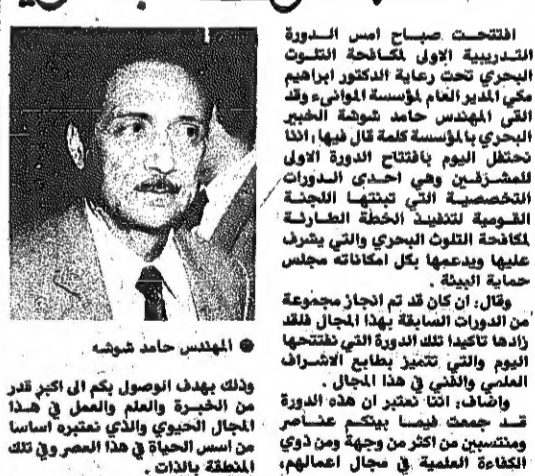 افتتحت صباح امس الدورة
التدريبية الاولى لمكافحة التلوث
البحري تحت رعاية الدكتور ابراهيم
مكي المدير العام لمؤسسة الموانىء وقد
القى المهندس حامد شوشة الخبير
البحري بالمؤسسة كلمة قال فيها: اننا
نحتفل اليوم بافتتاح الدورة الاولى
للمشرفين وهي احدى الدورات
التخصصية التي تبنتها اللجنة
القومية لتنفيذ الخطة الطارئة
لمكافحة التلوث البحري والتي يشرف
عليها ويدعمها بكل امكاناته مجلس
حماية البيئة .
وقال: ان كان قد تم انجاز مجموعة
من الدورات السابقة بهذا المجال فلقد
زادها تأكيدا تلك الدورة التي نفتتحها
اليوم والتي تتميز بطابع الاشراف
العلمي والفني في هذا المجال .
واضاف: اننا نعتبر ان هذه الدورة
قد جمعت فيما بينكم عناصر
ومنتسبين من اكثر من وجهة ومن ذوي
الكفاءة العلمية في مجال اعمالهم،
● المهندس حامد شوشه
وذلك بهدف الوصول بكم الى اكبر قدر
من الخبرة والعلم والعمل في هذا
المجال الحيوي والذي نعتبره اساسا
من اسس الحياة في هذا العصر وفي تلك
المنطقة بالذات .